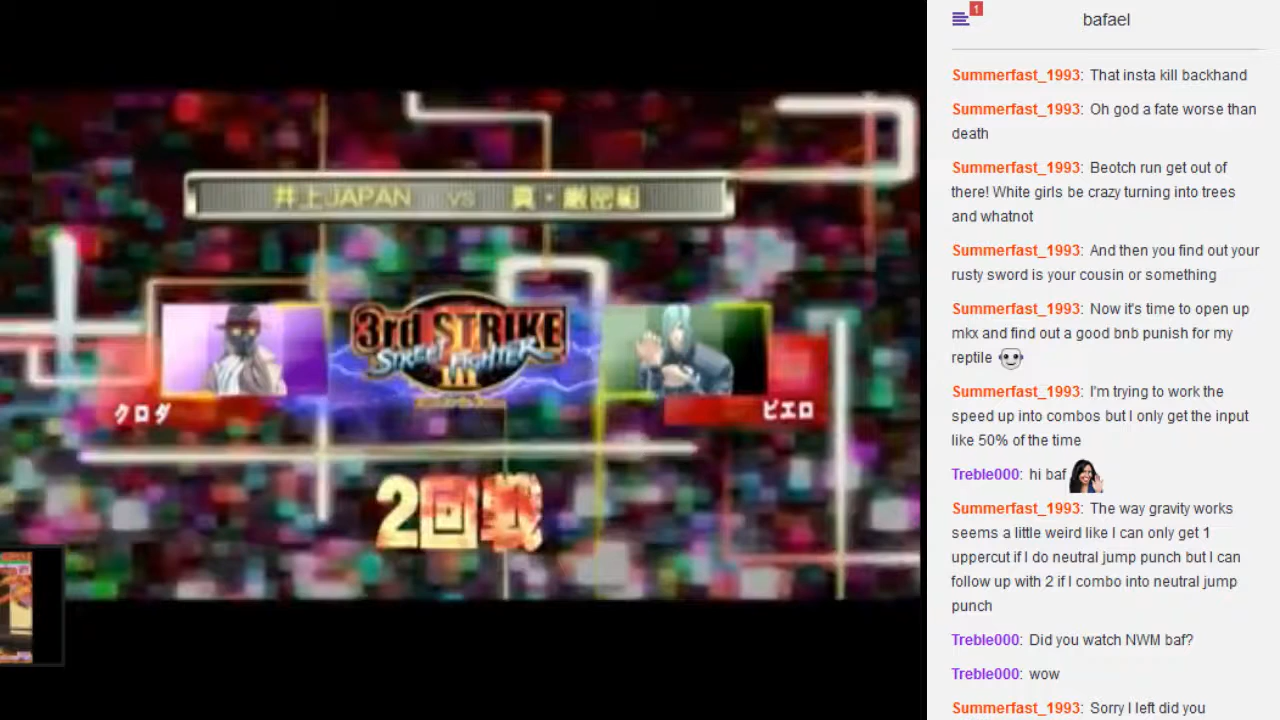 井上JAPAN VS 真・厳密組
3rd STRIKE
STREET FIGHTER
III
クロダ
ピエロ
2回戦
1
bafael
Summerfast_1993: That insta kill backhand
Summerfast_1993: Oh god a fate worse than
death
Summerfast_1993: Beotch run get out of
there! White girls be crazy turning into trees
and whatnot
Summerfast_1993: And then you find out your
rusty sword is your cousin or something
Summerfast_1993: Now it's time to open up
mkx and find out a good bnb punish for my
reptile
Summerfast_1993: I'm trying to work the
speed up into combos but I only get the input
like 50% of the time
Treble000: hi baf
Summerfast_1993: The way gravity works
seems a little weird like I can only get 1
uppercut if I do neutral jump punch but I can
follow up with 2 if I combo into neutral jump
punch
Treble000: Did you watch NWM baf?
Treble000: wow
Summerfast_1993: Sorry I left did you